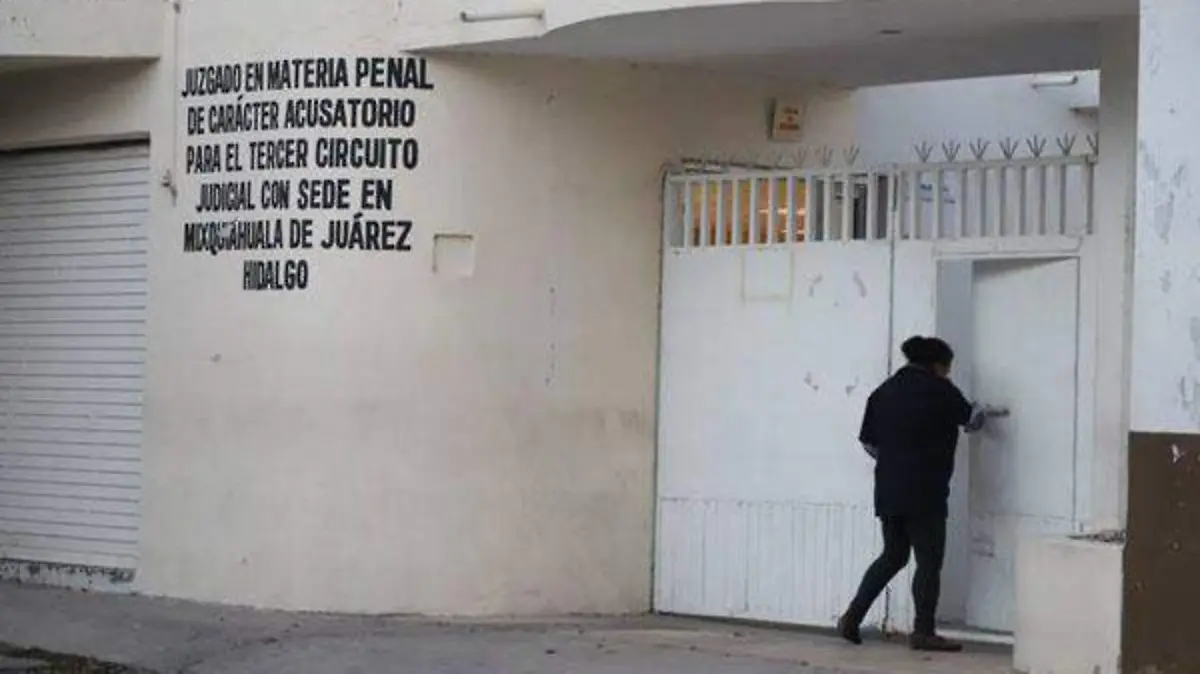 JUZGADO EN MATERIA PENAL
DE CARÁCTER ACUSATORIO
PARA EL TERCER CIRCUITO
JUDICIAL CON SEDE EN
MIXQUIAHUALA DE JUÁREZ
HIDALGO